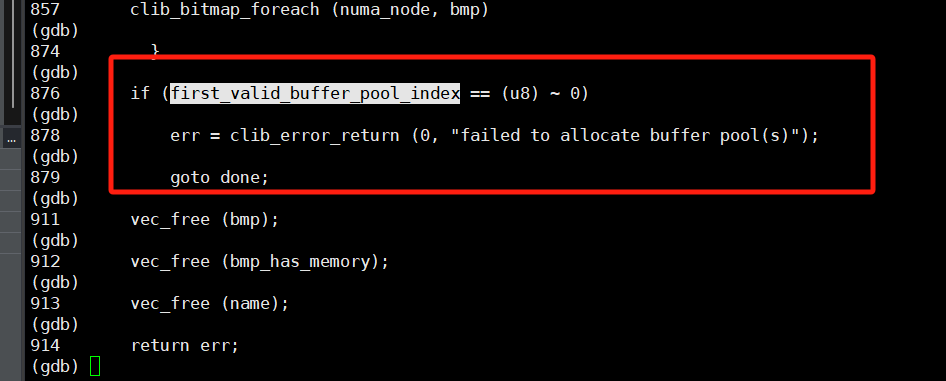 857 clib_bitmap_foreach (numa_node, bmp)
(gdb)
874 }
(gdb)
876 if (first_valid_buffer_pool_index == (u8) ~ 0)
(gdb)
878 err = clib_error_return (0, "failed to allocate buffer pool(s)");
(gdb)
879 goto done;
(gdb)
911 vec_free (bmp);
(gdb)
912 vec_free (bmp_has_memory);
(gdb)
913 vec_free (name);
(gdb)
914 return err;
(gdb)